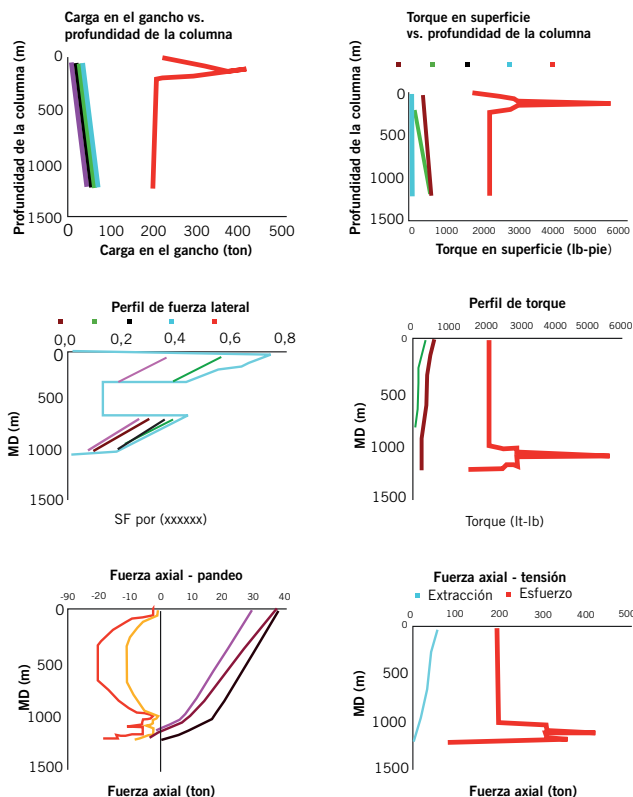 Carga en el gancho vs.
profundidad de la columna
Profundidad de la columna (m)
0
500
1000
1500
0 100 200 300 400 500
Carga en el gancho (ton)
Torque en superficie
vs. profundidad de la columna
Profundidad de la columna (m)
0
500
1000
1500
0 1000 2000 3000 4000 5000 6000
Torque en superficie (lb-pie)
Perfil de fuerza lateral
0,0 0,2 0,4 0,6 0,8
MD (m)
0
500
1000
1500
SF por (xxxxxx)
Perfil de torque
0 1000 2000 3000 4000 5000 6000
MD (m)
0
500
1000
1500
Torque (lt-lb)
Fuerza axial - pandeo
-90 -20 -10 0 10 20 30 40
MD (m)
0
500
1000
1500
Fuerza axial (ton)
Fuerza axial - tensión
Extracción Esfuerzo
0 100 200 300 400 500
MD (m)
0
500
1000
1500
Fuerza axial (ton)